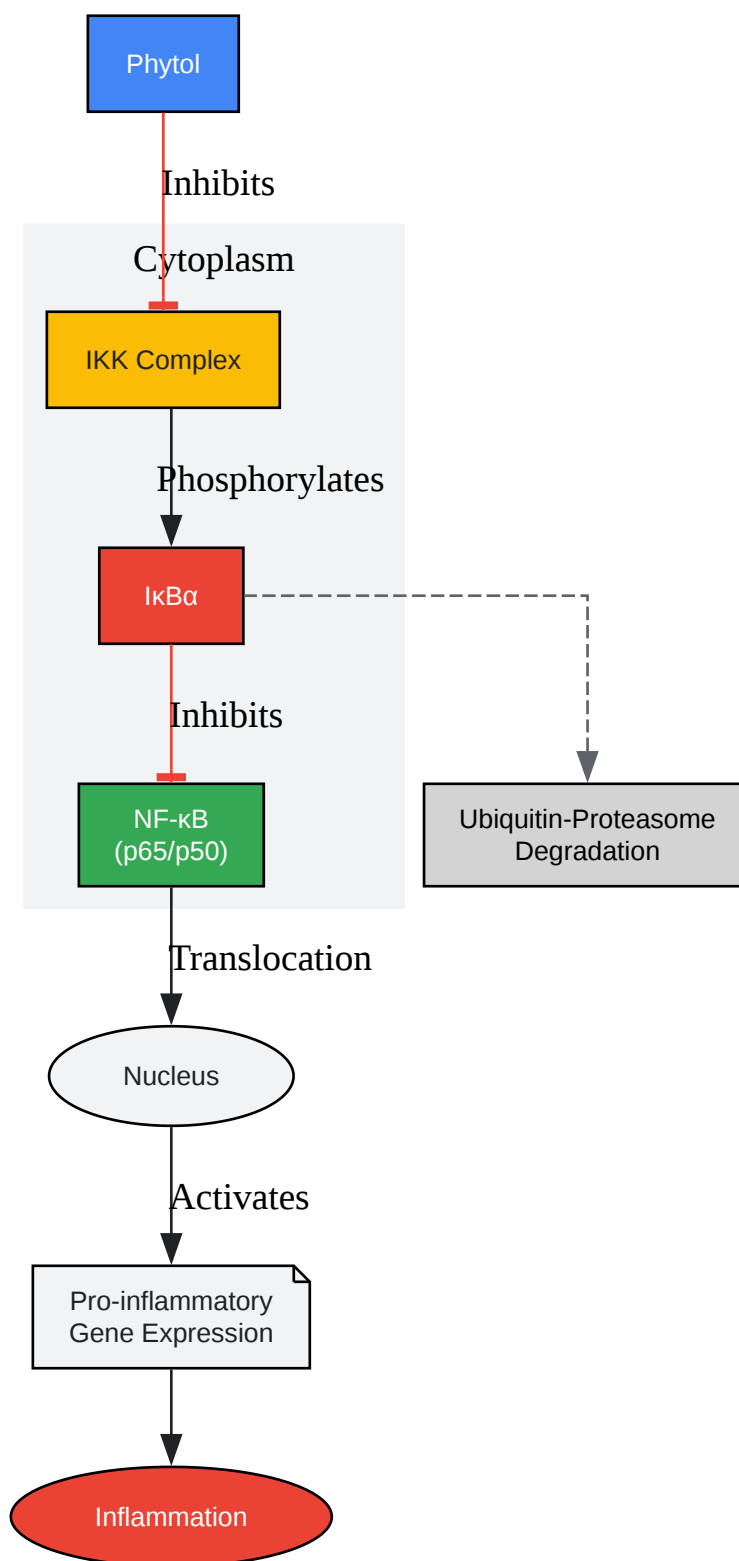 Phytol
Inhibits
Cytoplasm
IKK Complex
Phosphorylates
IκBα
Inhibits
NF-κB
(p65/p50)
Ubiquitin-Proteasome
Degradation
Translocation
Nucleus
Activates
Pro-inflammatory
Gene Expression
Inflammation